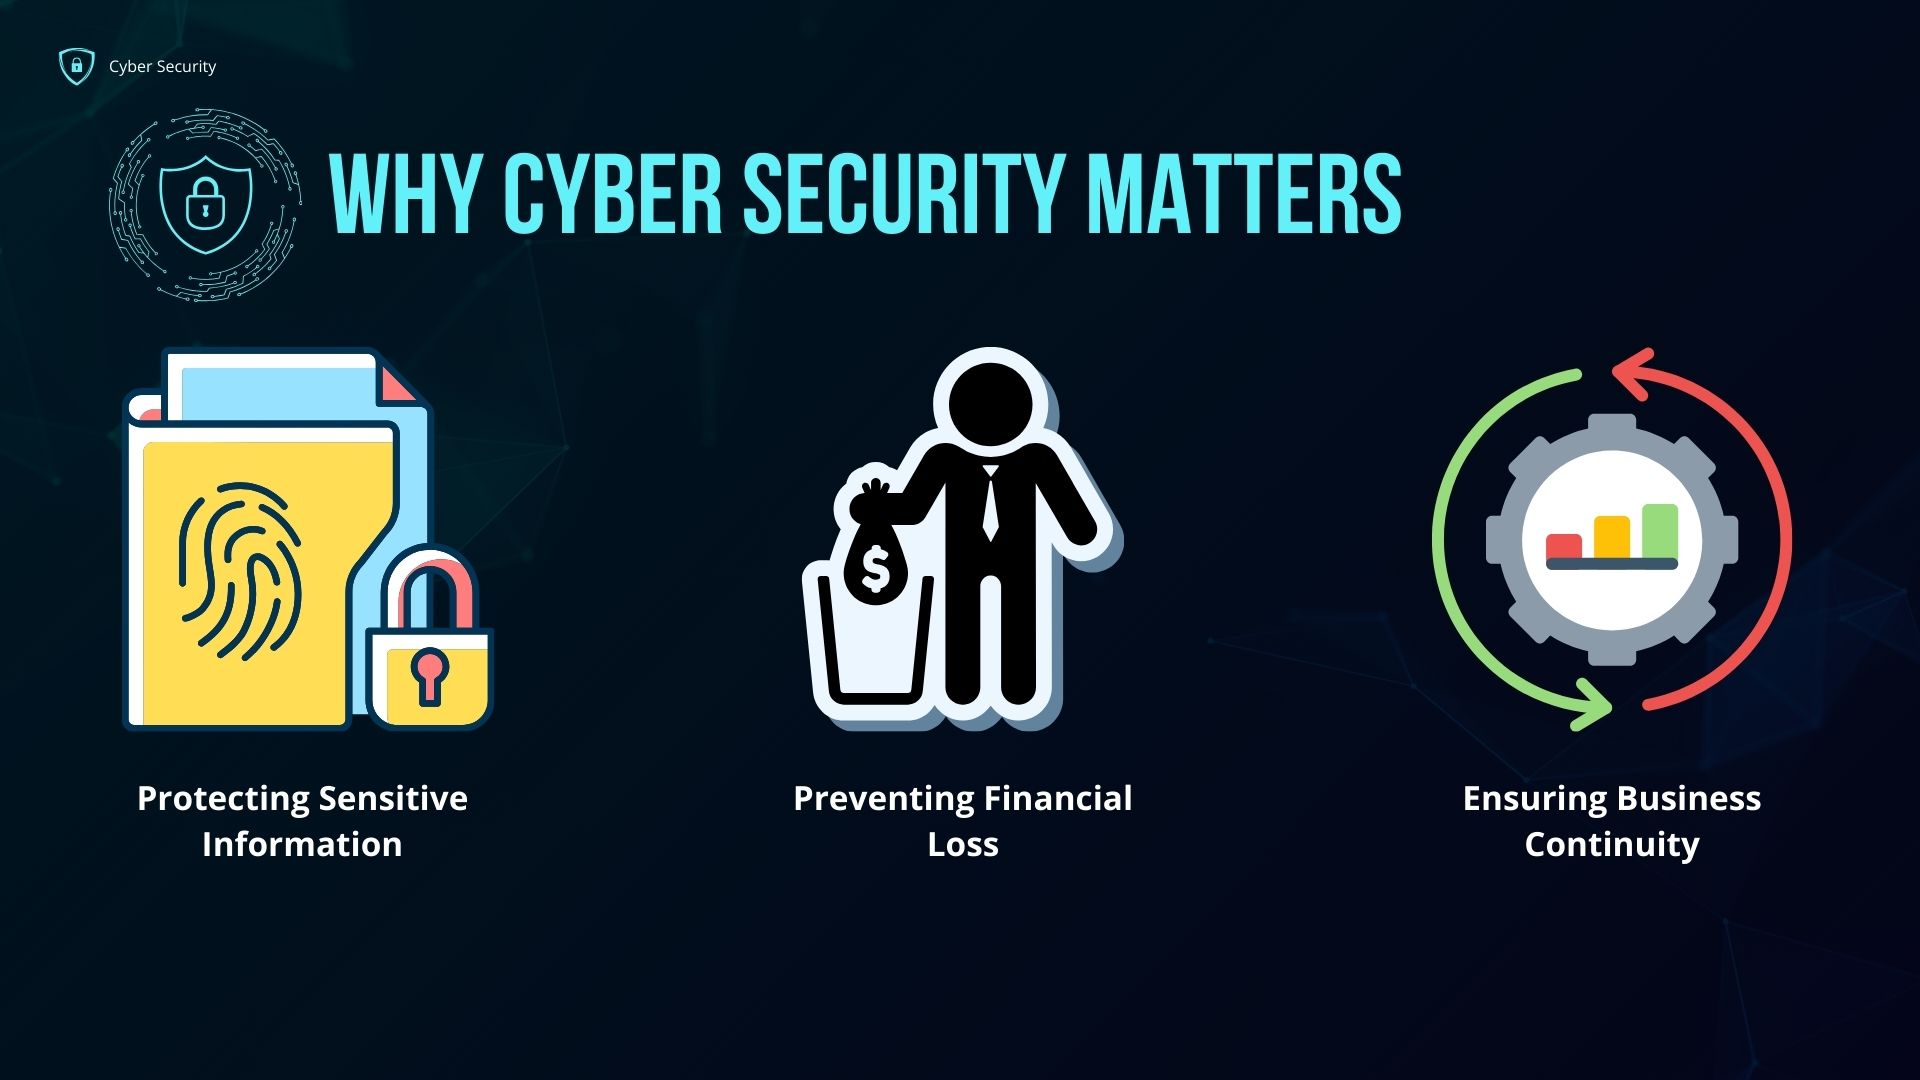 Cyber Security
WHY CYBER SECURITY MATTERS
$
Protecting Sensitive
Information
Preventing Financial
Loss
Ensuring Business
Continuity